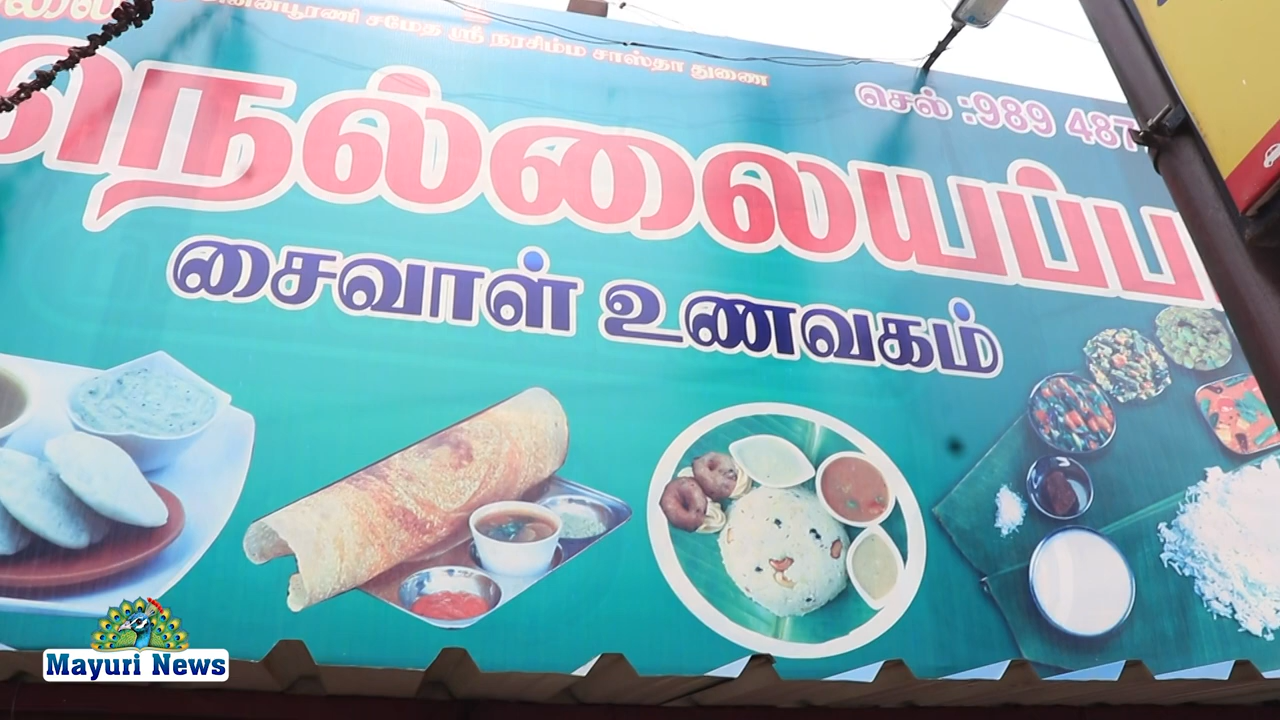 சமேத ஸ்ரீ நரசிம்ம சாஸ்தா துணை
செல் :989 487
நெல்லையப்ப
சைவாள் உணவகம்
Mayuri News